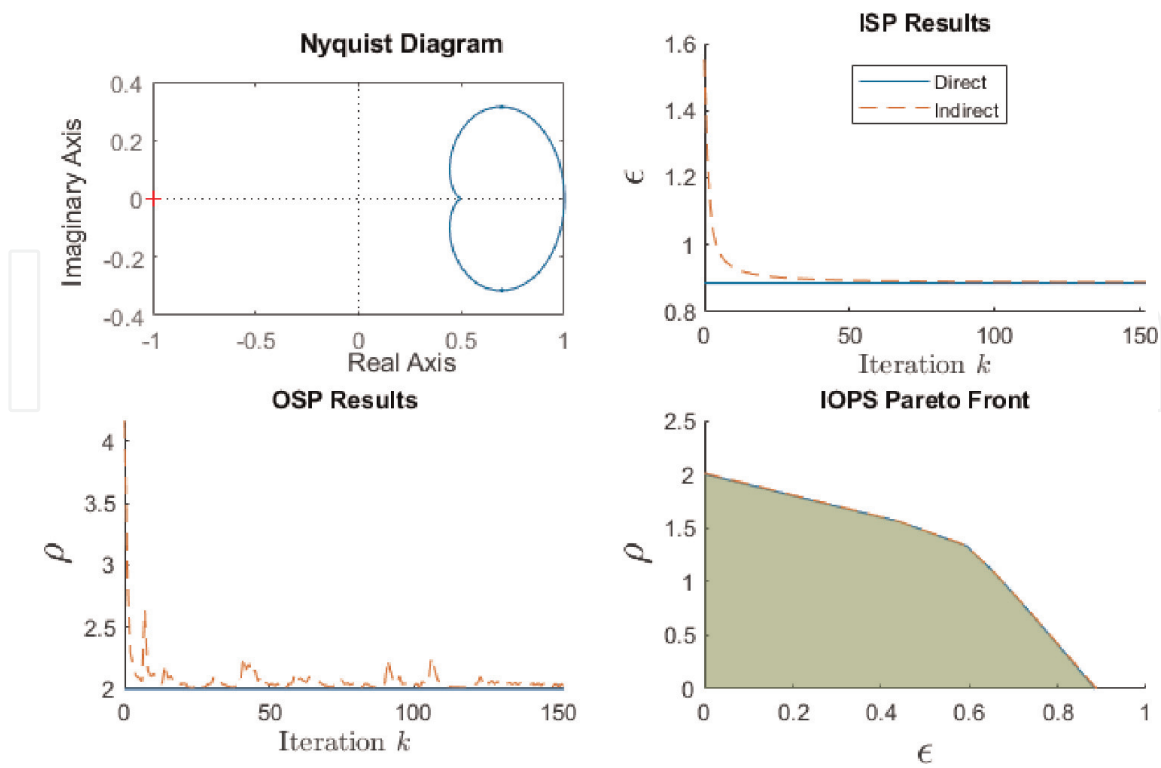 Nyquist Diagram
0.4
0.2
0
-0.2
-0.4
Imaginary Axis
-1
-0.5
0
0.5
1
Real Axis
ISP Results
1.6
1.4
1.2
1
0.8
ϵ
Direct
Indirect
0
50
100
150
Iteration k
OSP Results
4
3.5
3
2.5
2
ρ
0
50
100
150
Iteration k
IOPS Pareto Front
2.5
2
1.5
1
0.5
0
ρ
0
0.2
0.4
0.6
0.8
1
ϵ